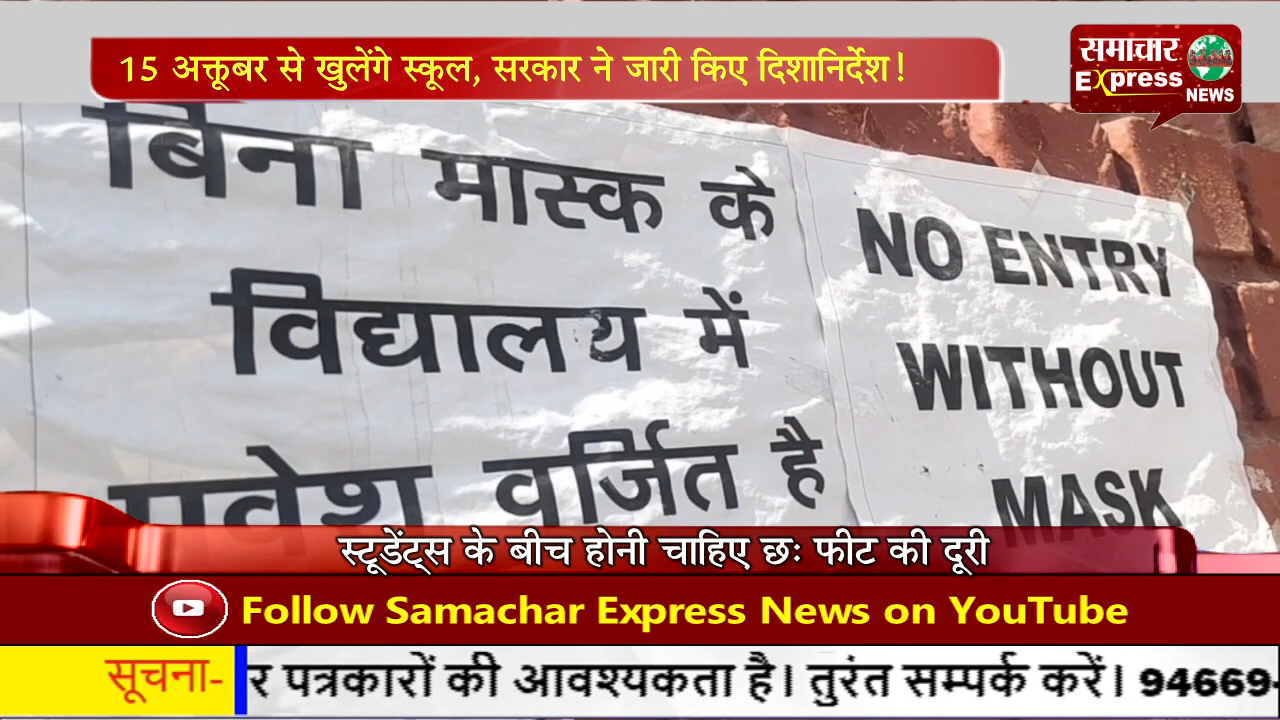 15 अक्तूबर से खुलेंगे स्कूल, सरकार ने जारी किए दिशानिर्देश!
समाचार
Express
NEWS
बिना मास्क के
विद्यालय में
प्रवेश वर्जित है
NO ENTRY
WITHOUT
MASK
स्टूडेंट्स के बीच होनी चाहिए छः फीट की दूरी
Follow Samachar Express News on YouTube
सूचना- र पत्रकारों की आवश्यकता है। तुरंत सम्पर्क करें। 94669-